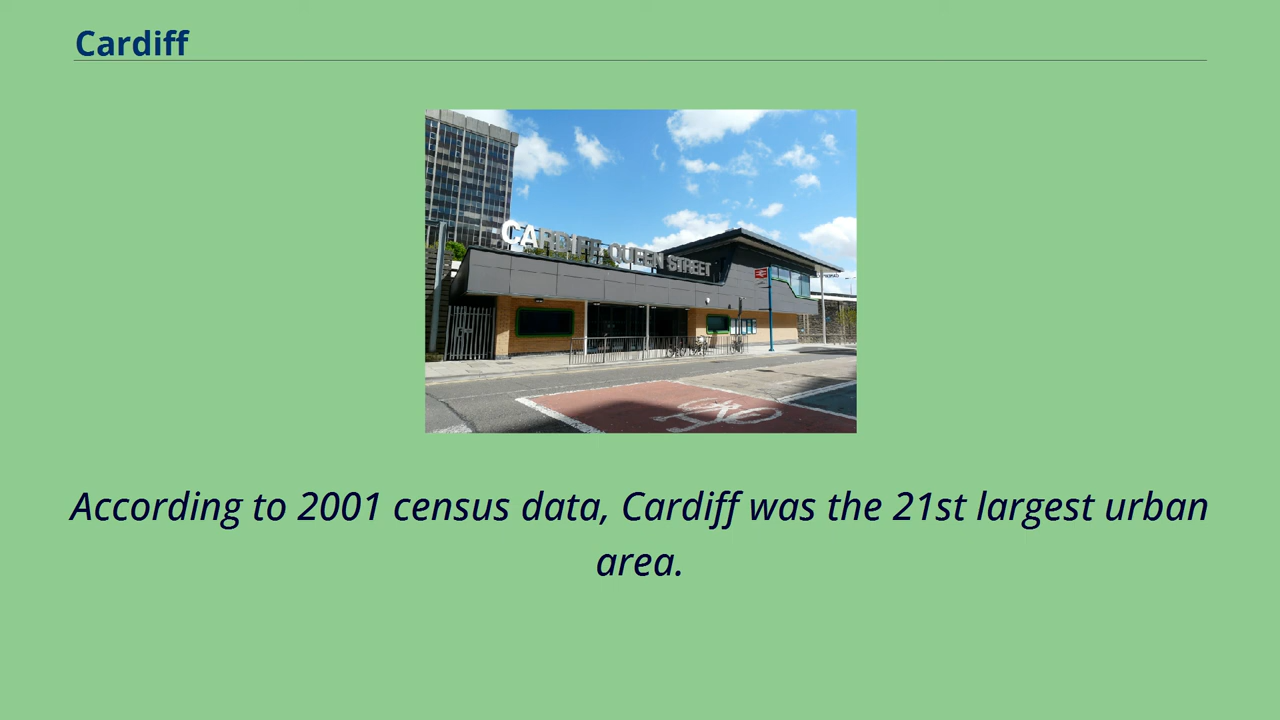 Cardiff
CARDIFF QUEEN STREET
According to 2001 census data, Cardiff was the 21st largest urban
area.